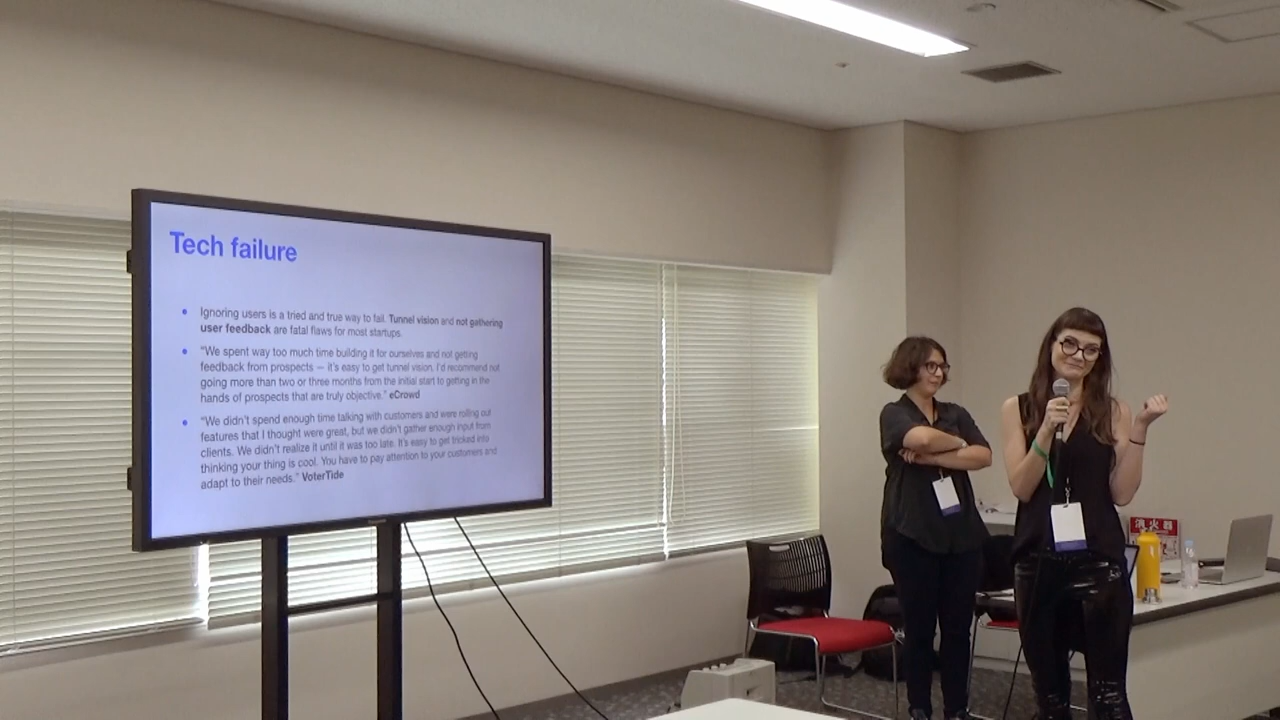 Tech failure
• Ignoring users is a tried and true way to fail. Tunnel vision and not gathering
user feedback are fatal flaws for most startups.
• “We spent way too much time building it for ourselves and not getting
feedback from prospects — it's easy to get tunnel vision. I'd recommend not
going more than two or three months from the initial start to getting in the
hands of prospects that are truly objective.” eCrowd
• “We didn't spend enough time talking with customers and were rolling out
features that I thought were great, but we didn't gather enough input from
clients. We didn't realize it until it was too late. It's easy to get tricked into
thinking your thing is cool. You have to pay attention to your customers and
adapt to their needs.” VoterTide
Panasonic
消火器